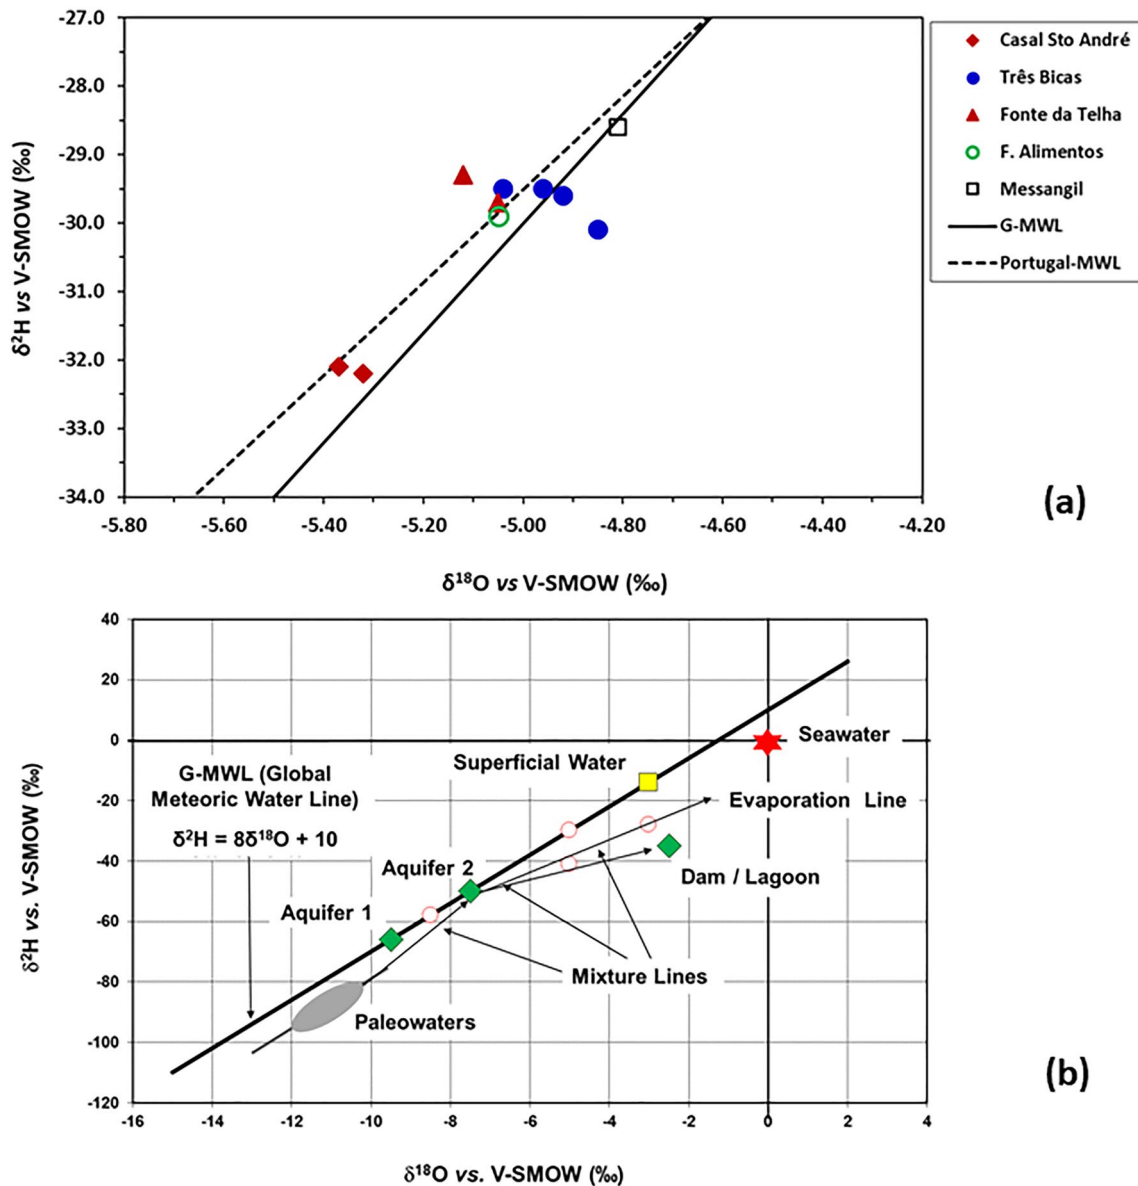 -27.0
-28.0
-29.0
-30.0
-31.0
-32.0
-33.0
-34.0
δ²H vs V-SMOW (‰)
-5.80 -5.60 -5.40 -5.20 -5.00 -4.80 -4.60 -4.40 -4.20
δ¹⁸O vs V-SMOW (‰)
Casal Sto André
Três Bicas
Fonte da Telha
F. Alimentos
Messangil
G-MWL
Portugal-MWL
(a)
40
20
0
-20
-40
-60
-80
-100
-120
δ²H vs. V-SMOW (‰)
Seawater
Superficial Water
G-MWL (Global
Meteoric Water Line)
Evaporation Line
δ²H = 8δ¹⁸O + 10
Aquifer 2
Dam / Lagoon
Aquifer 1
Mixture Lines
Paleowaters
-16 -14 -12 -10 -8 -6 -4 -2 0 2 4
δ¹⁸O vs. V-SMOW (‰)
(b)